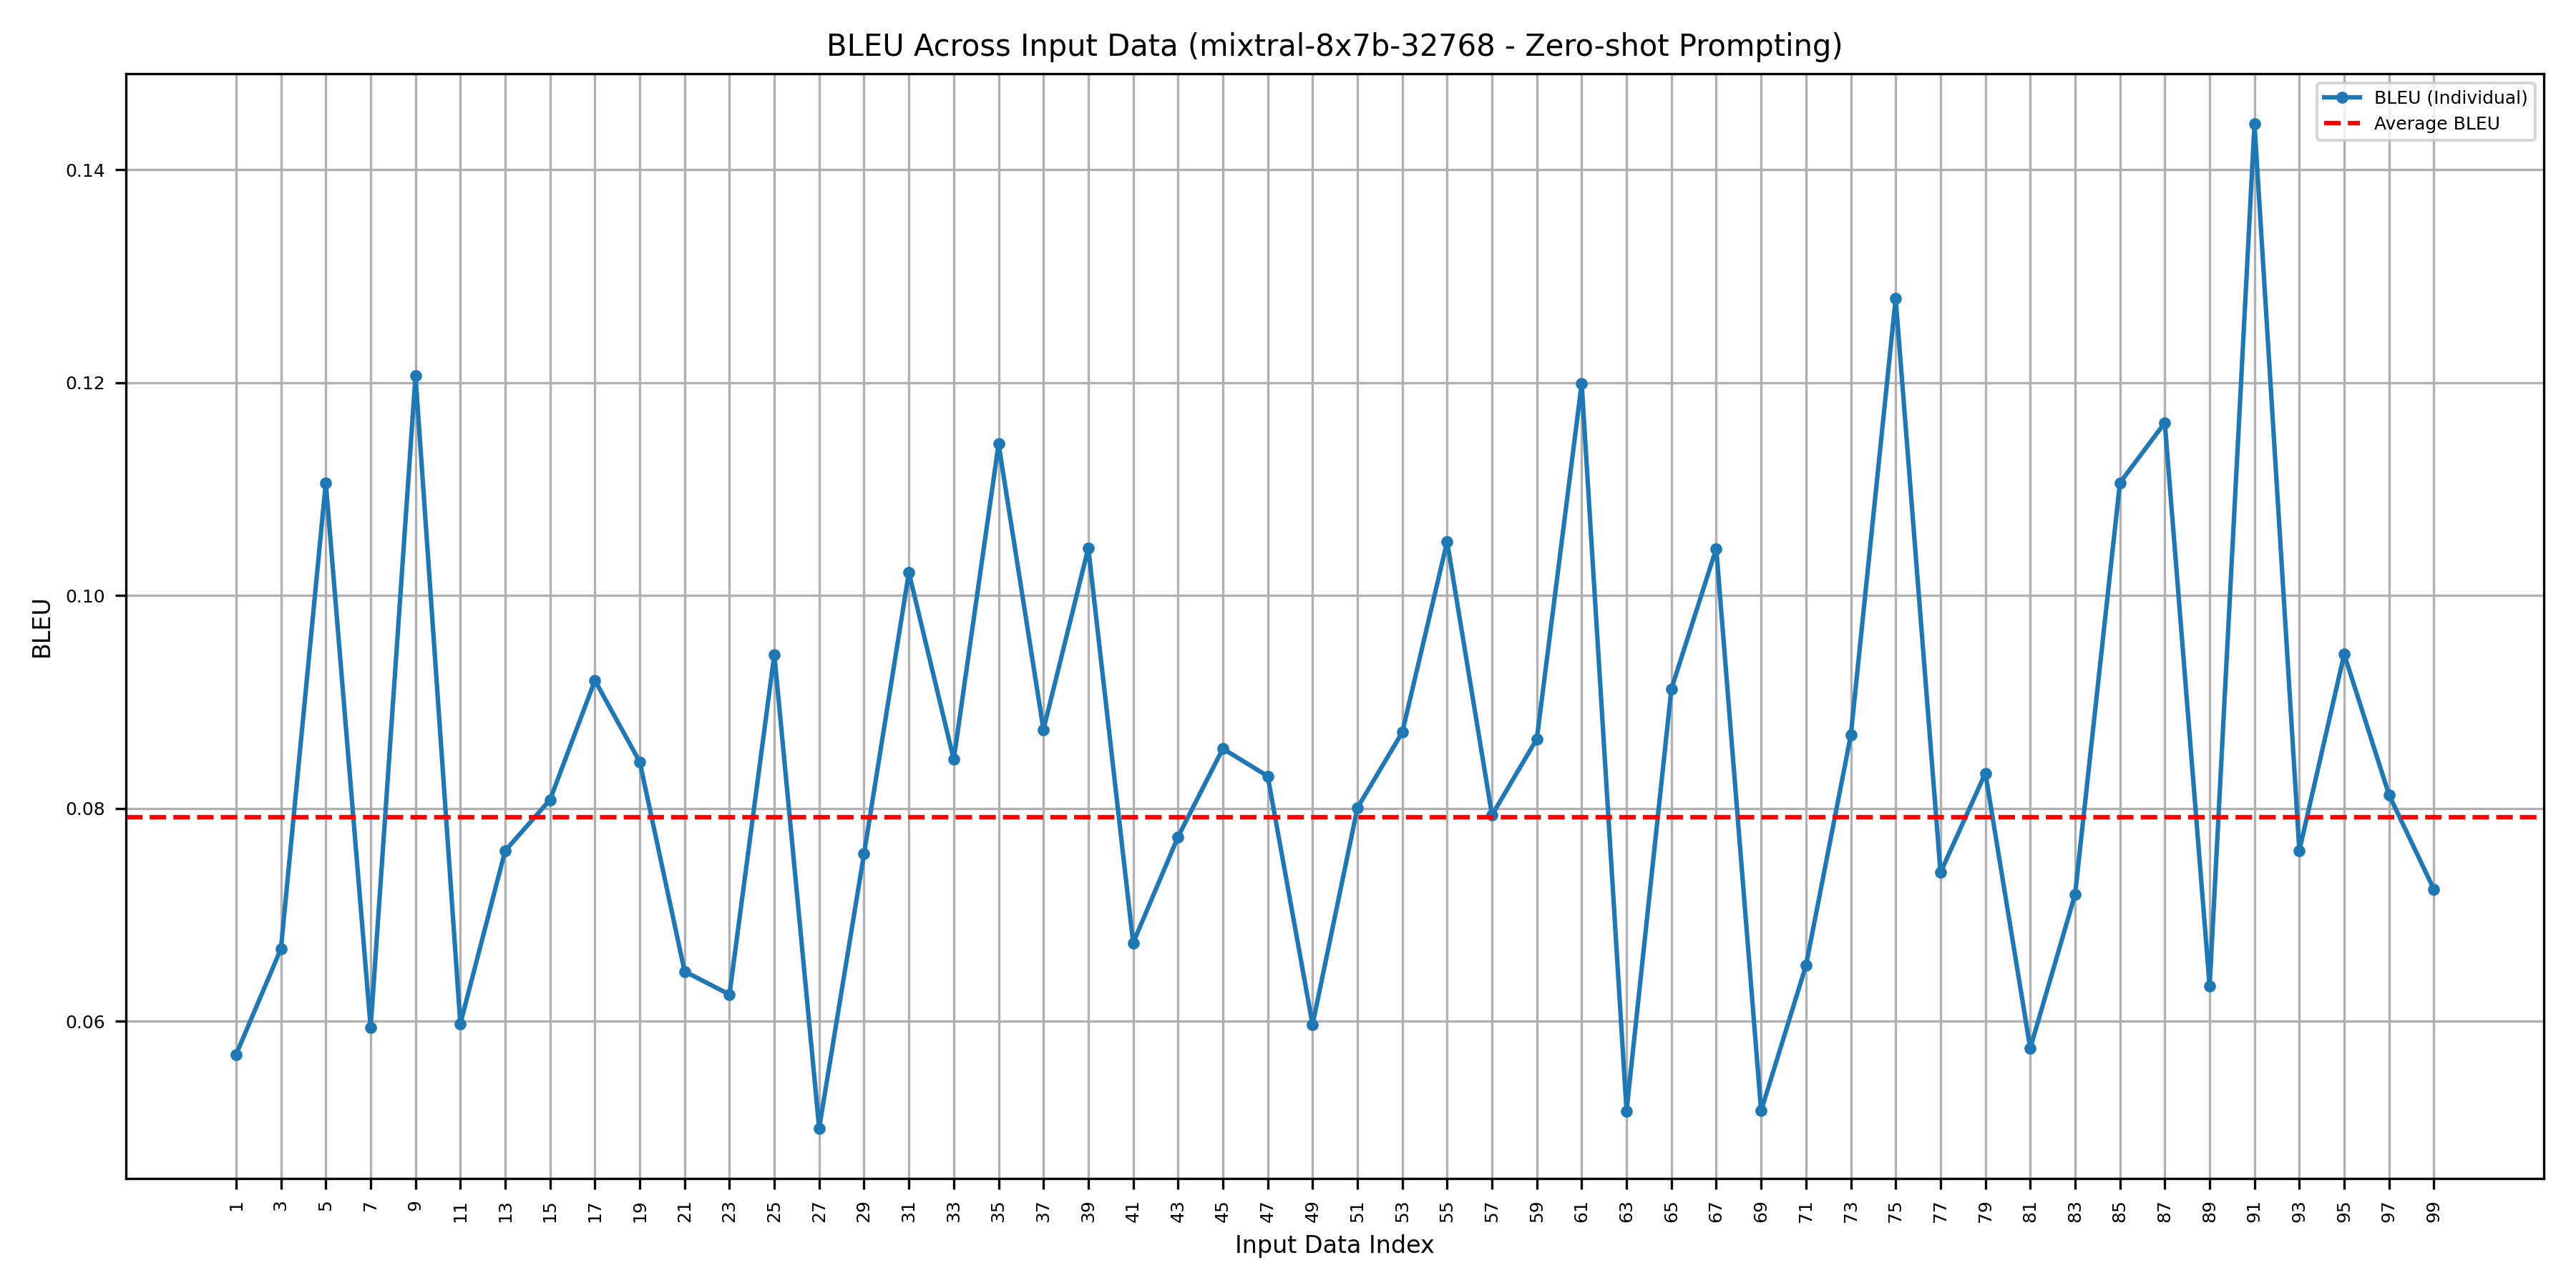 BLEU Across Input Data (mixtral-8x7b-32768 - Zero-shot Prompting)
BLEU (Individual)
Average BLEU
BLEU
0.14
0.12
0.10
0.08
0.06
1 3 5 7 9 11 13 15 17 19 21 23 25 27 29 31 33 35 37 39 41 43 45 47 49 51 53 55 57 59 61 63 65 67 69 71 73 75 77 79 81 83 85 87 89 91 93 95 97 99
Input Data Index